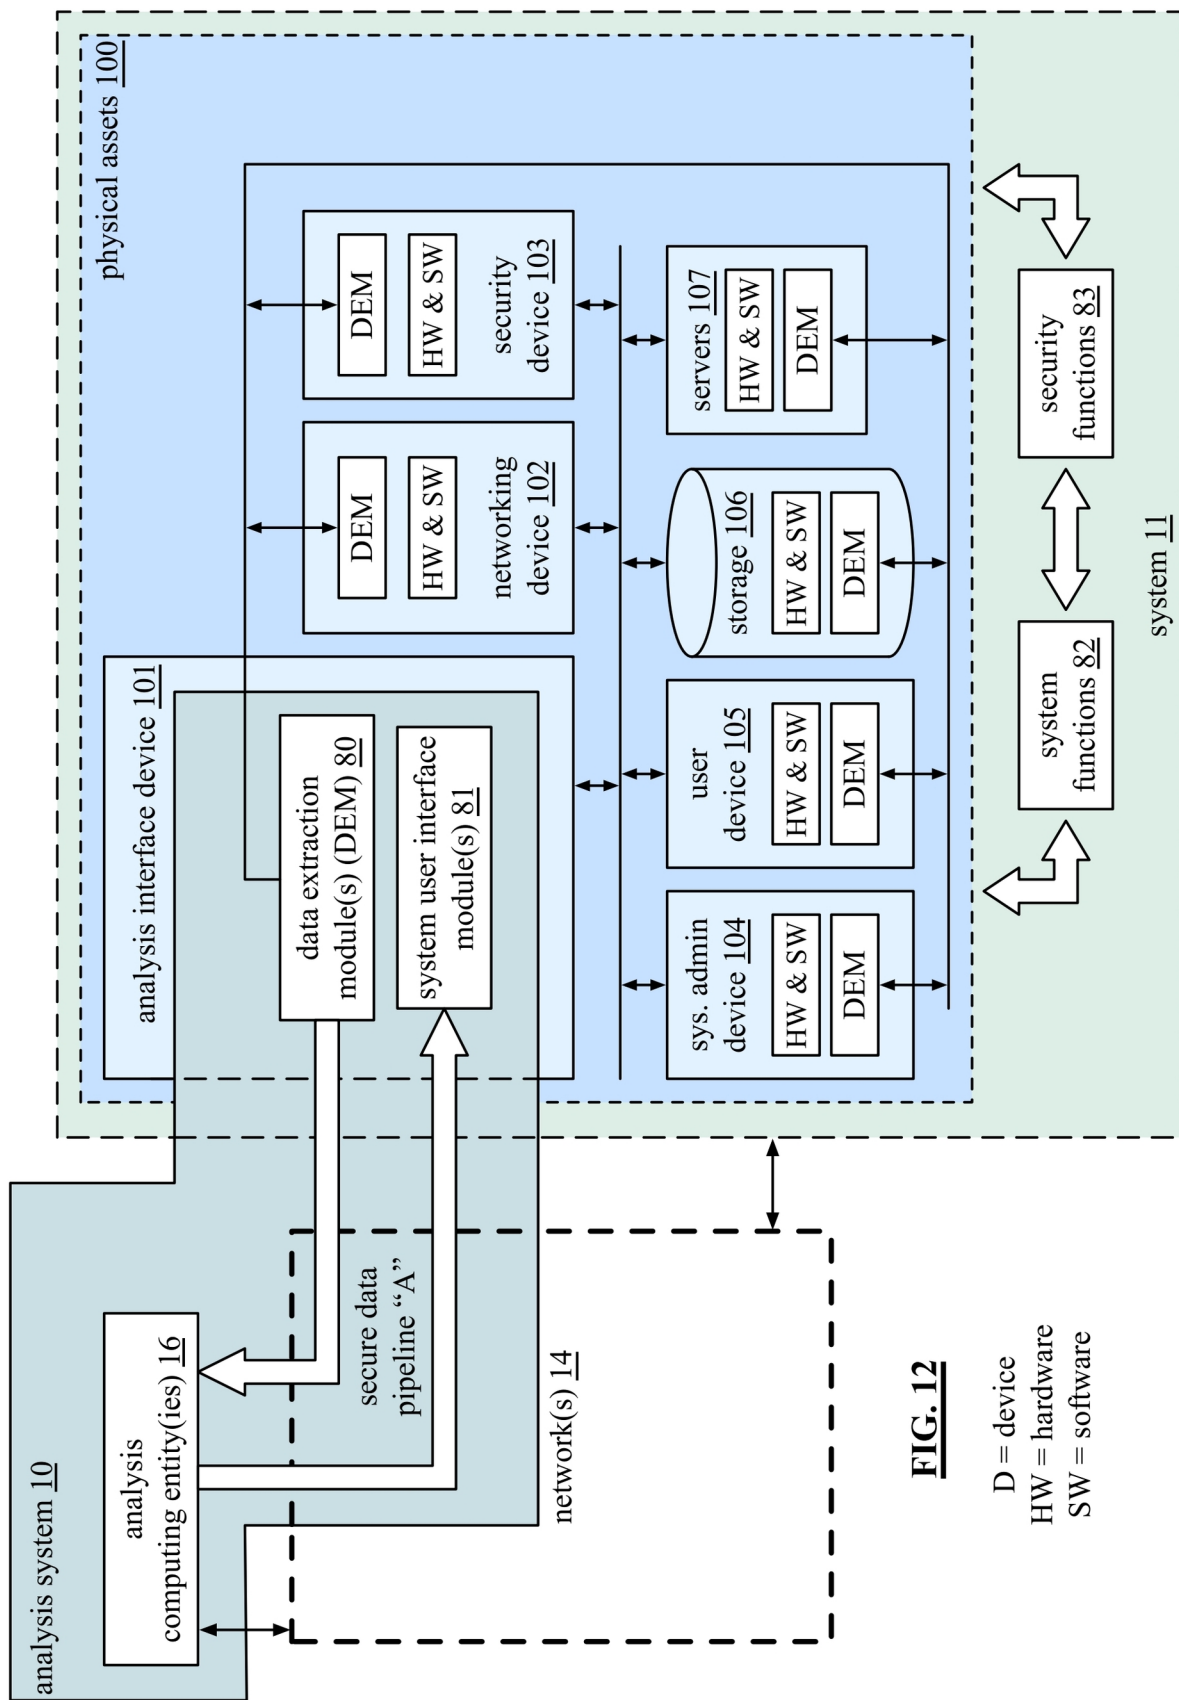 analysis system 10
analysis
computing entity(ies) 16
secure data
pipeline “A”
network(s) 14
physical assets 100
analysis interface device 101
data extraction
module(s) (DEM) 80
system user interface
module(s) 81
DEM
HW & SW
networking
device 102
DEM
HW & SW
security
device 103
sys. admin
device 104
HW & SW
DEM
user
device 105
HW & SW
DEM
storage 106
HW & SW
DEM
servers 107
HW & SW
DEM
system
functions 82
security
functions 83
system 11
FIG. 12
D = device
HW = hardware
SW = software